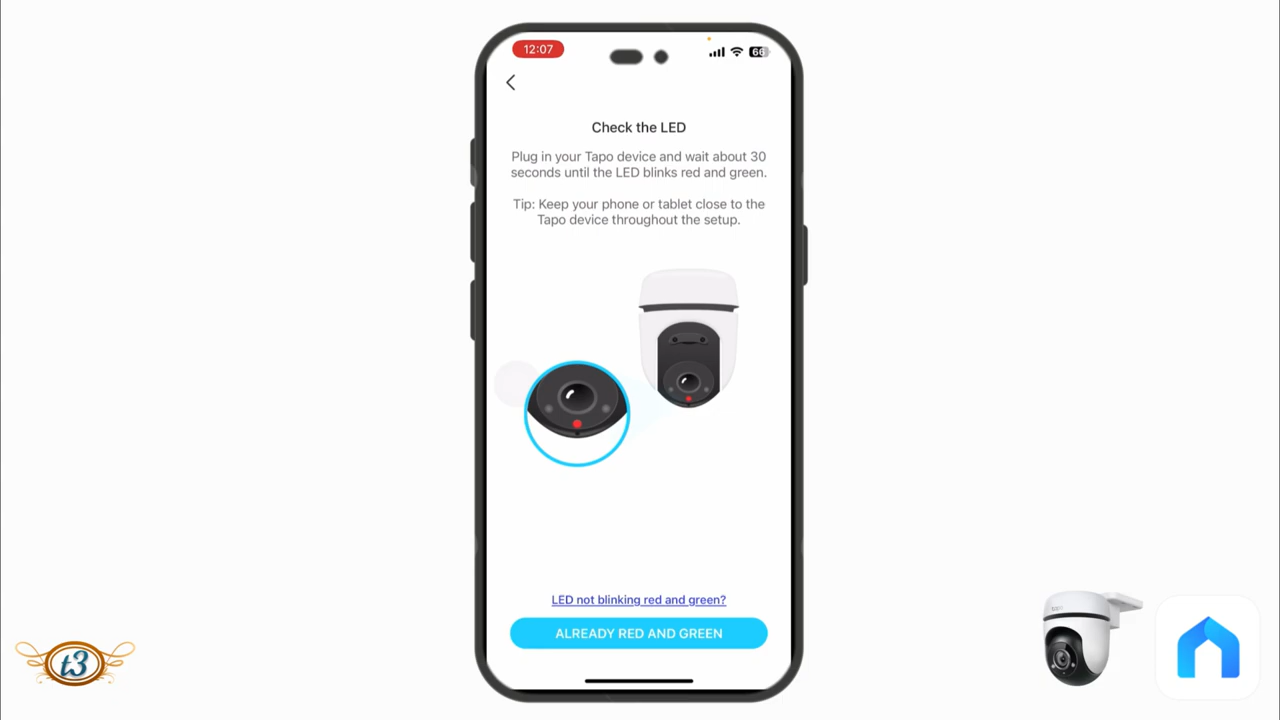 12:07
66
Check the LED
Plug in your Tapo device and wait about 30
seconds until the LED blinks red and green.
Tip: Keep your phone or tablet close to the
Tapo device throughout the setup.
LED not blinking red and green?
ALREADY RED AND GREEN
t3
tapo